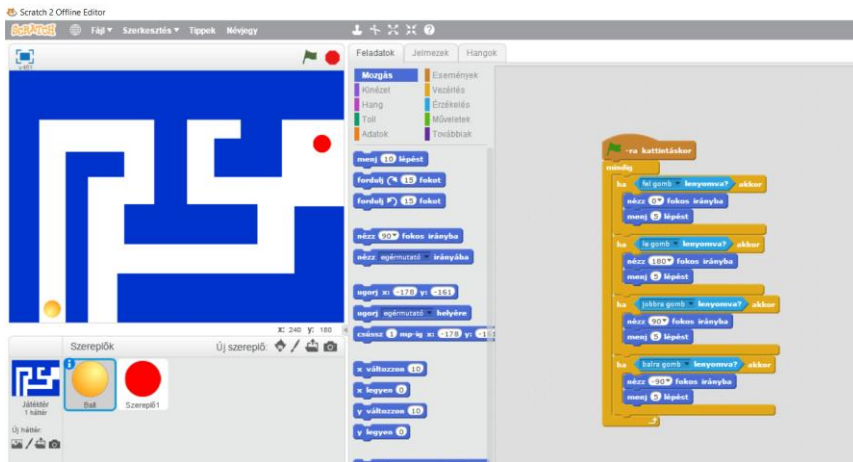 Scratch 2 Offline Editor
SCRATCH Fájl Szerkesztés Tippek Névjegy
v461
Feladatok Jelmezek Hangok
Mozgás Események
Kinézet Vezérlés
Hang Érzékelés
Toll Műveletek
Adatok Továbbiak
menj 10 lépést
fordulj 15 fokot
fordulj 15 fokot
nézz 90 fokos irányba
nézz egérmutató irányába
ugorj x: -178 y: -161
ugorj egérmutató helyére
csússz 1 mp-ig x: -178 y: -161
x változzon 10
x legyen 0
y változzon 10
y legyen 0
-ra kattintáskor
mindig
ha fel gomb lenyomva? akkor
nézz 0 fokos irányba
menj 5 lépést
ha le gomb lenyomva? akkor
nézz 180 fokos irányba
menj 5 lépést
ha jobbra gomb lenyomva? akkor
nézz 90 fokos irányba
menj 5 lépést
ha balra gomb lenyomva? akkor
nézz -90 fokos irányba
menj 5 lépést
x: 240 y: 180
Szereplők Új szereplő:
Játéktér
1 háttér
Ball
Szereplő1
Új háttér: